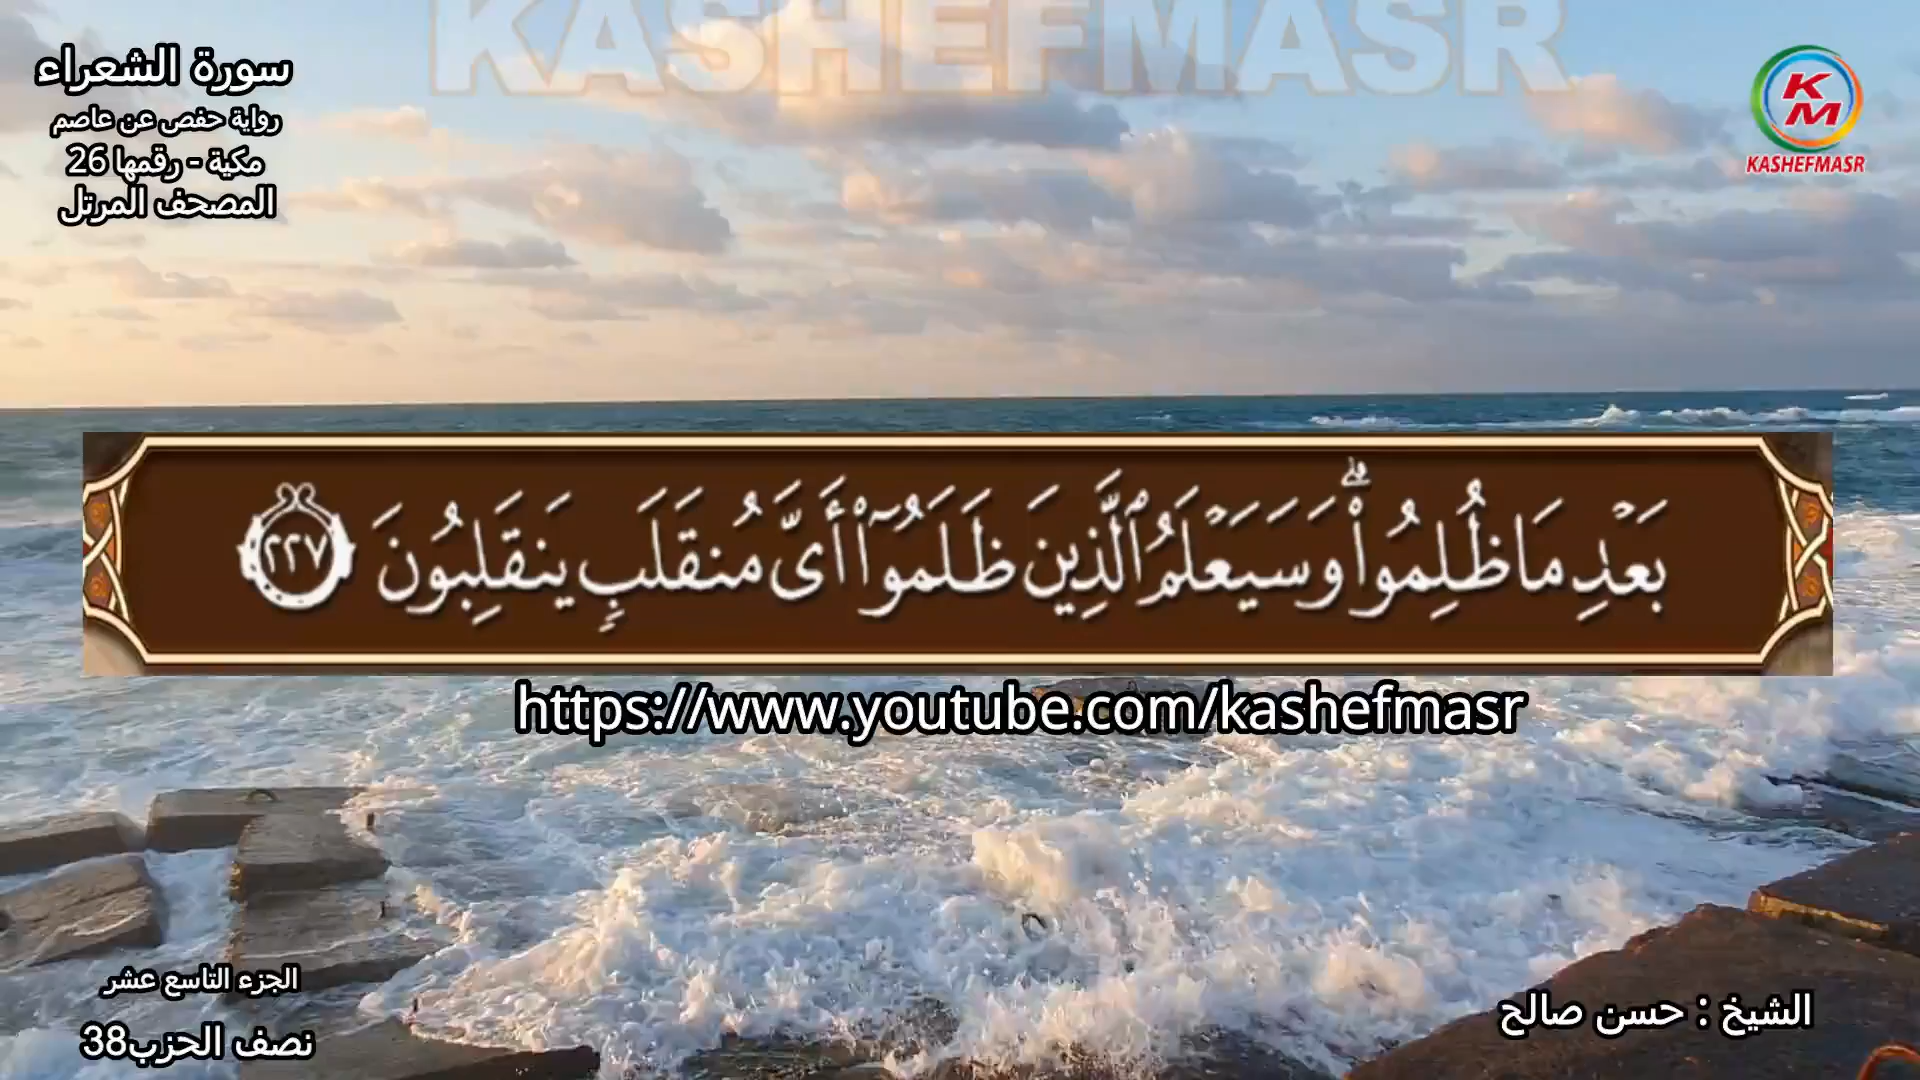 KASHEFMASR
سورة الشعراء
رواية حفص عن عاصم
مكية - رقمها 26
المصحف المرتل
KM
KASHEFMASR
بَعۡدِ مَا ظُلِمُواْۗ وَسَيَعۡلَمُ ٱلَّذِينَ ظَلَمُوٓاْ أَىَّ مُنقَلَبٖ يَنقَلِبُونَ ٢٢٧
https://www.youtube.com/kashefmasr
الجزء التاسع عشر
نصف الحزب38
الشيخ : حسن صالح